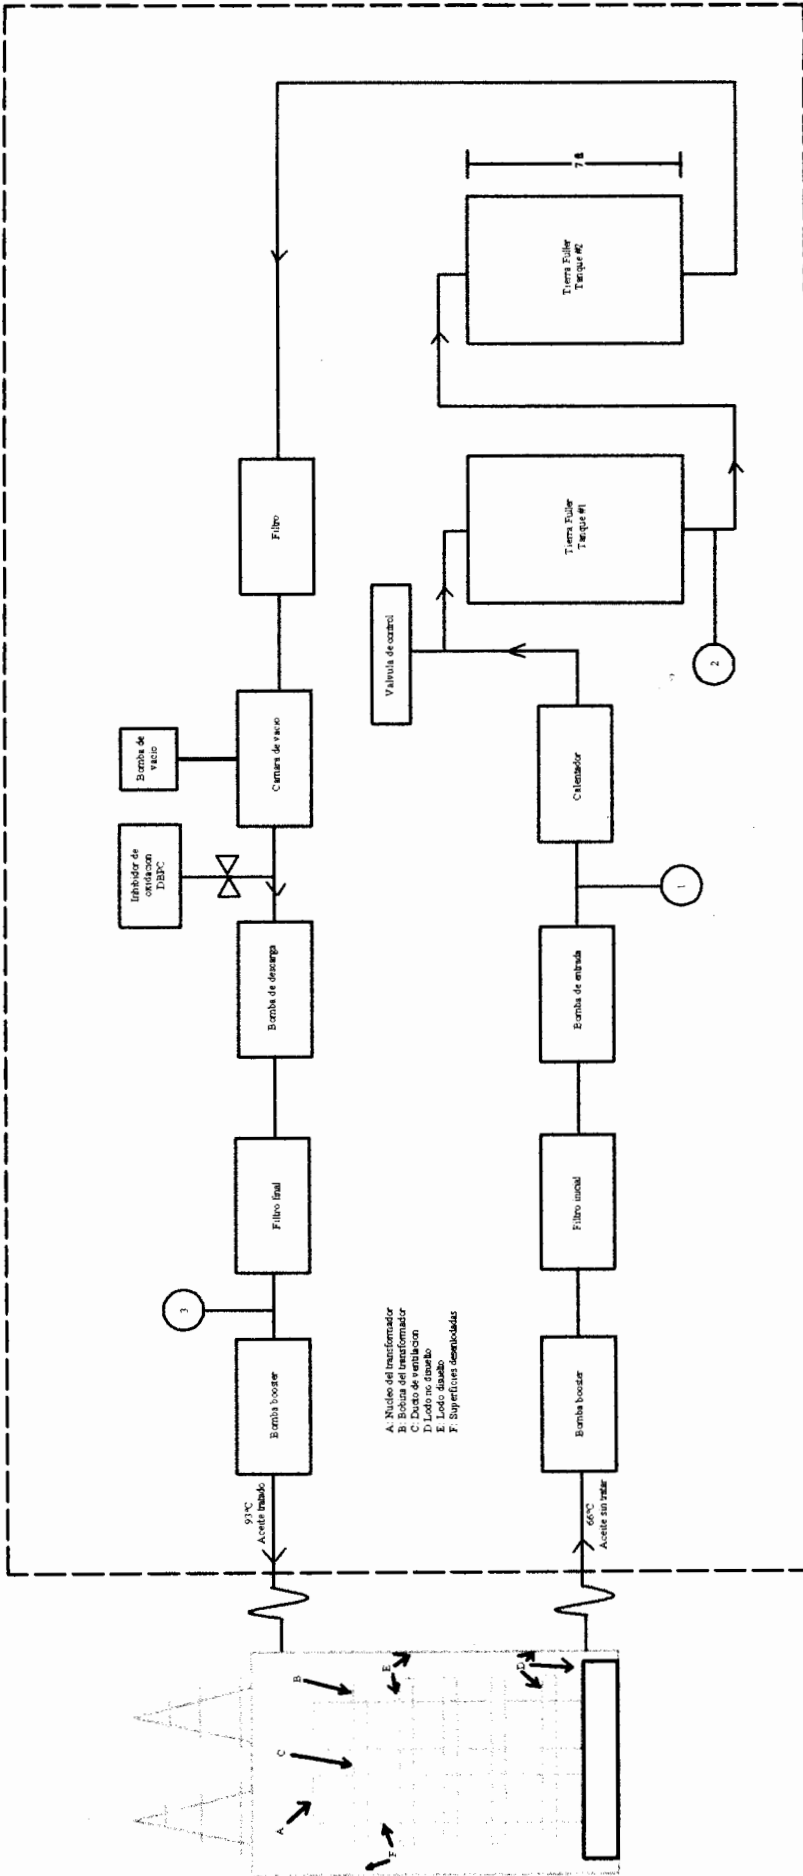 7 ft
Tierra Fuller
Tanque #2
Tierra Fuller
Tanque #1
Filtro
Valvula de control
2
Bomba de
vacio
Camara de vacio
Calentador
Inhibidor de
oxidacion
DBPC
1
Bomba de descarga
Bomba de entrada
Filtro final
Filtro inicial
3
Bomba booster
A: Nucleo del transformador
B: Bobina del transformador
C: Ducto de ventilacion
D: Lodo no disuelto
E: Lodo disuelto
F: Superficies desenlodadas
Bomba booster
93°C
Aceite tratado
66°C
Aceite sin tratar
B
E
D
C
A
F